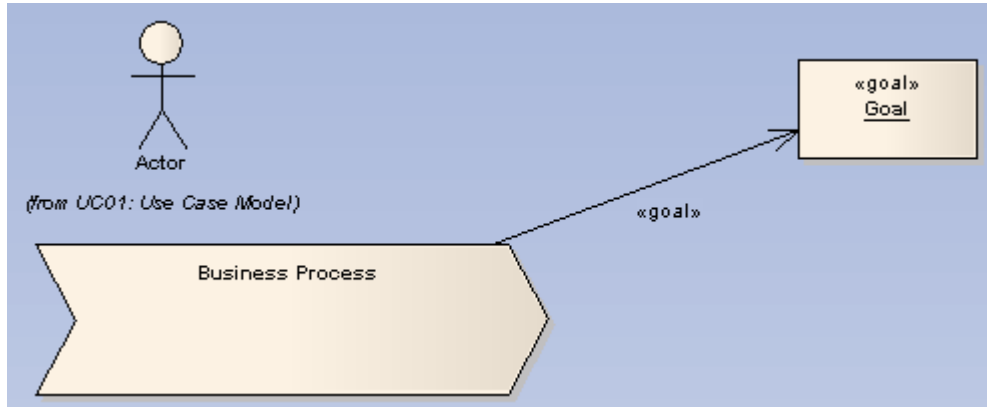 «goal»
Goal
Actor
(from UC01: Use Case Model)
«goal»
Business Process